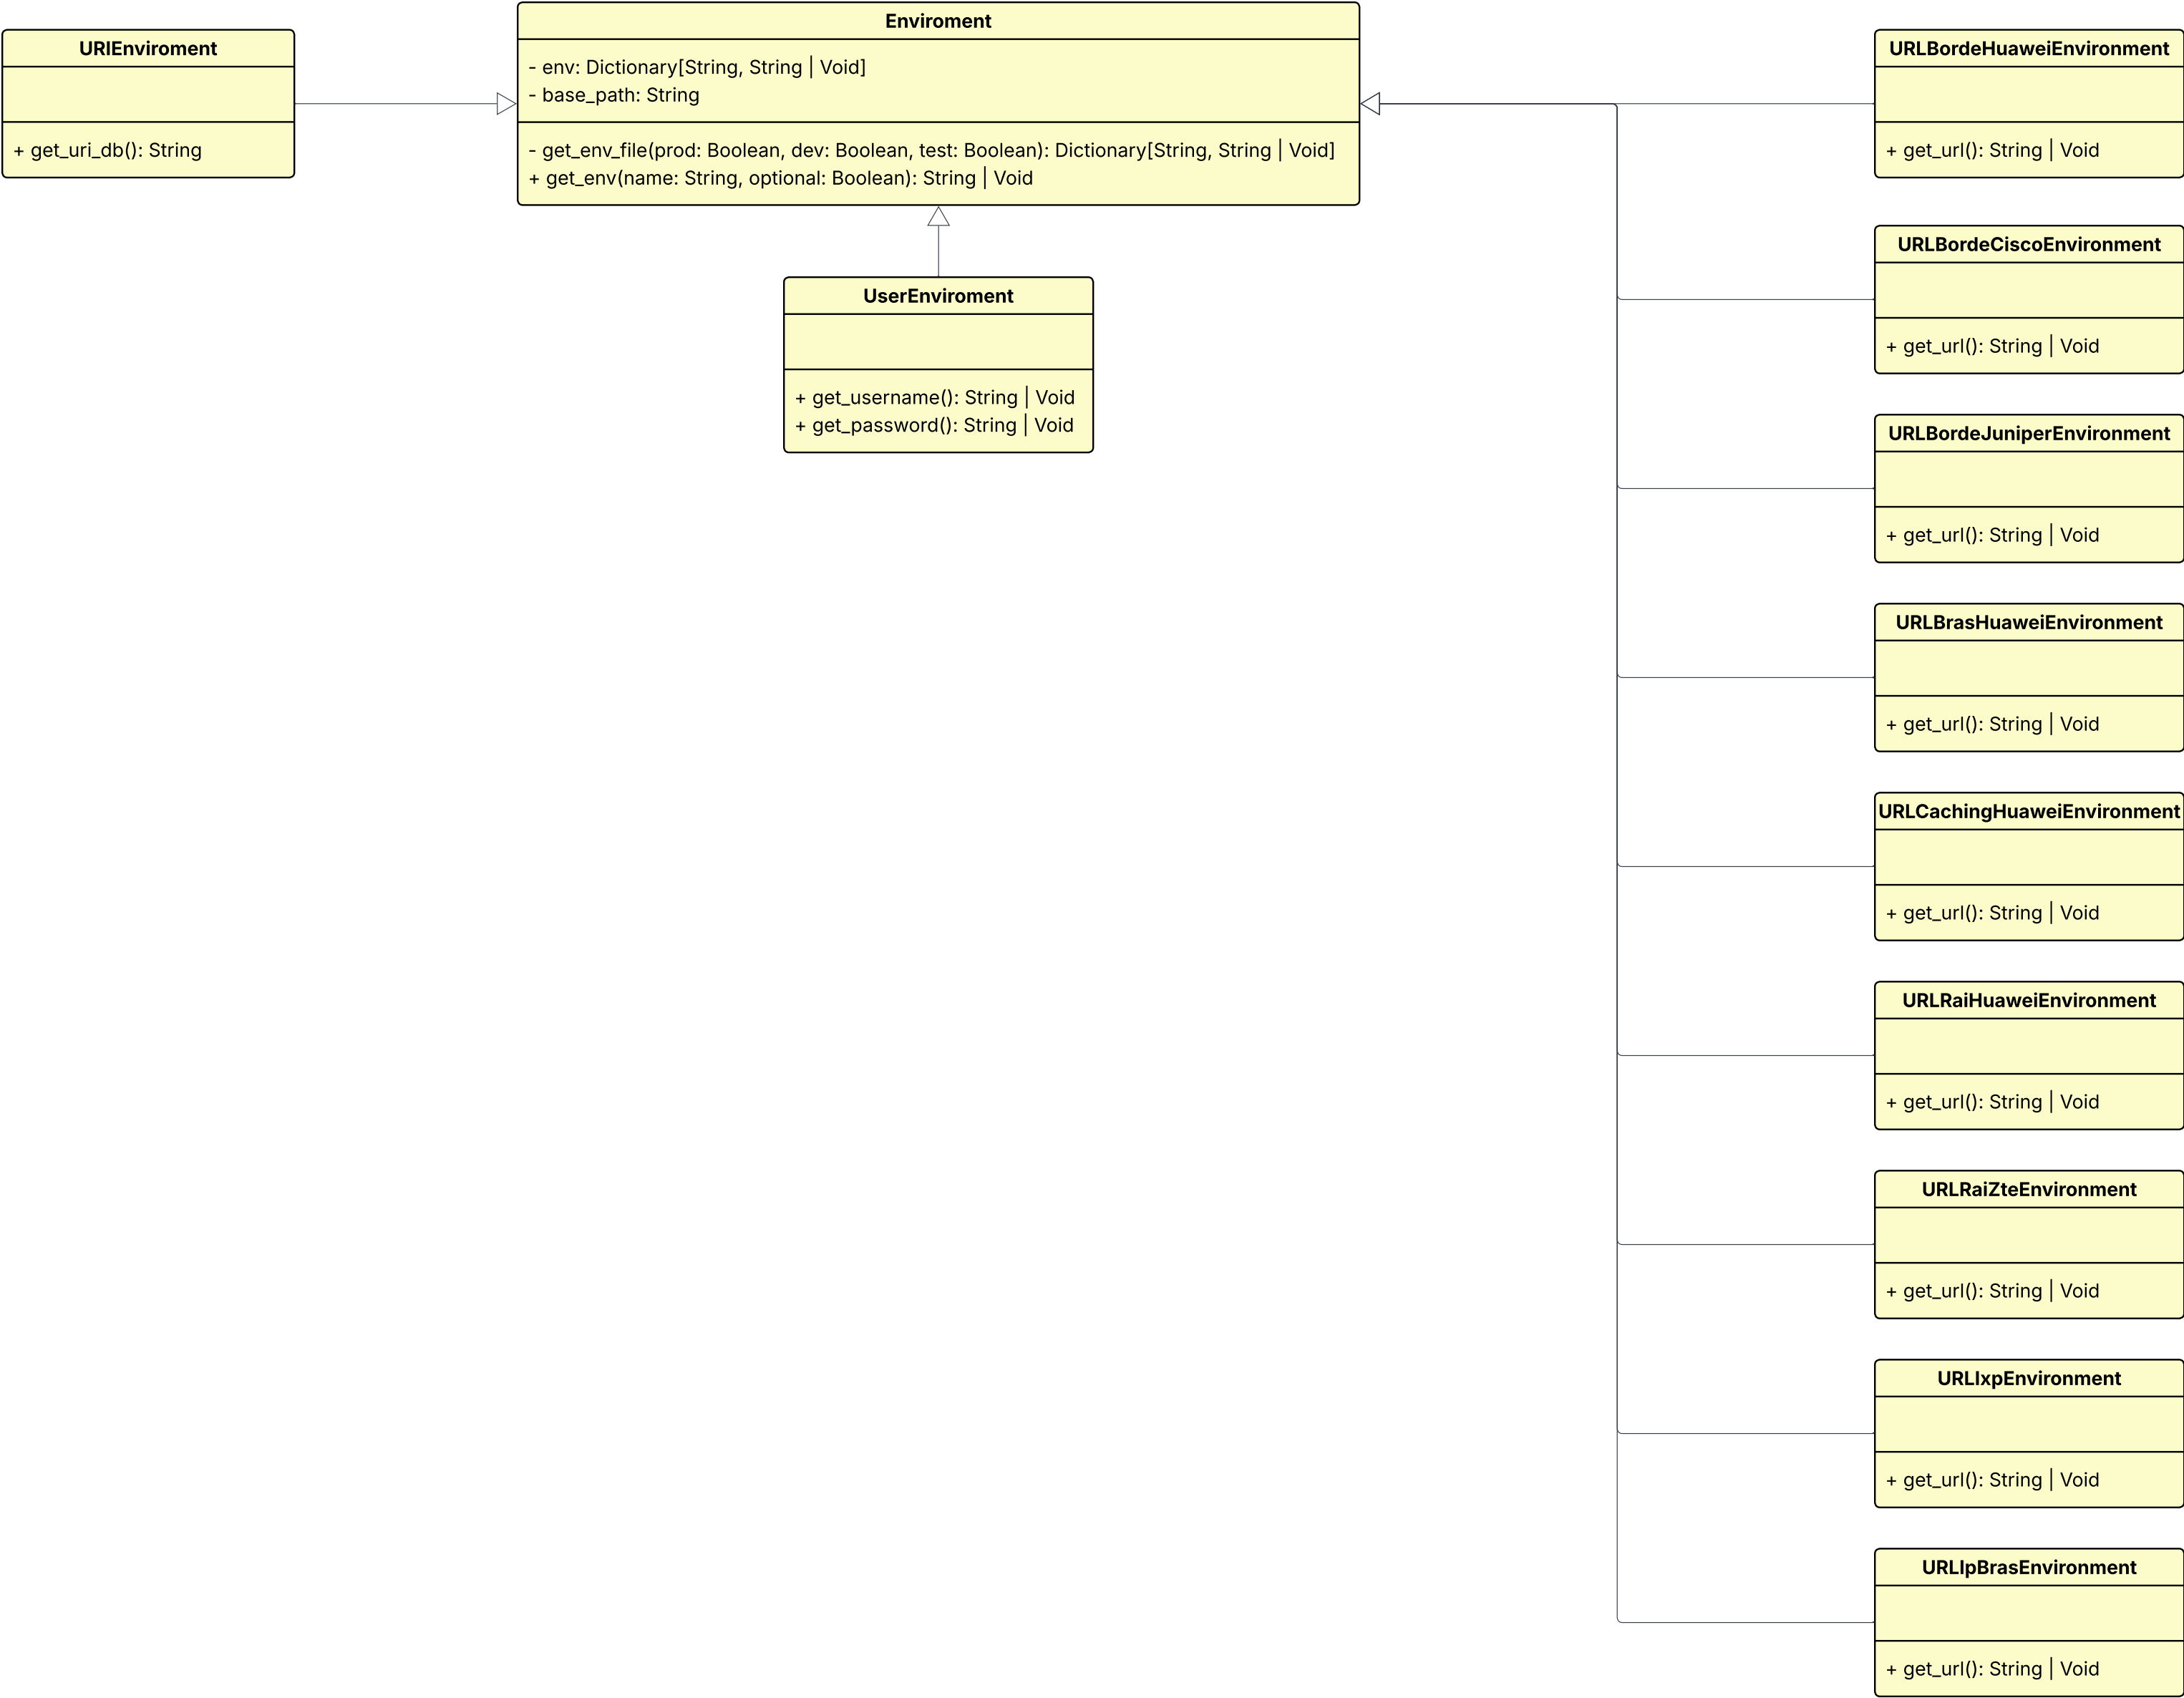 URIEnviroment
+ get_uri_db(): String
Enviroment
- env: Dictionary[String, String | Void]
- base_path: String
- get_env_file(prod: Boolean, dev: Boolean, test: Boolean): Dictionary[String, String | Void]
+ get_env(name: String, optional: Boolean): String | Void
UserEnviroment
+ get_username(): String | Void
+ get_password(): String | Void
URLBordeHuaweiEnvironment
+ get_url(): String | Void
URLBordeCiscoEnvironment
+ get_url(): String | Void
URLBordeJuniperEnvironment
+ get_url(): String | Void
URLBrasHuaweiEnvironment
+ get_url(): String | Void
URLCachingHuaweiEnvironment
+ get_url(): String | Void
URLRaiHuaweiEnvironment
+ get_url(): String | Void
URLRaiZteEnvironment
+ get_url(): String | Void
URLIxpEnvironment
+ get_url(): String | Void
URLIpBrasEnvironment
+ get_url(): String | Void